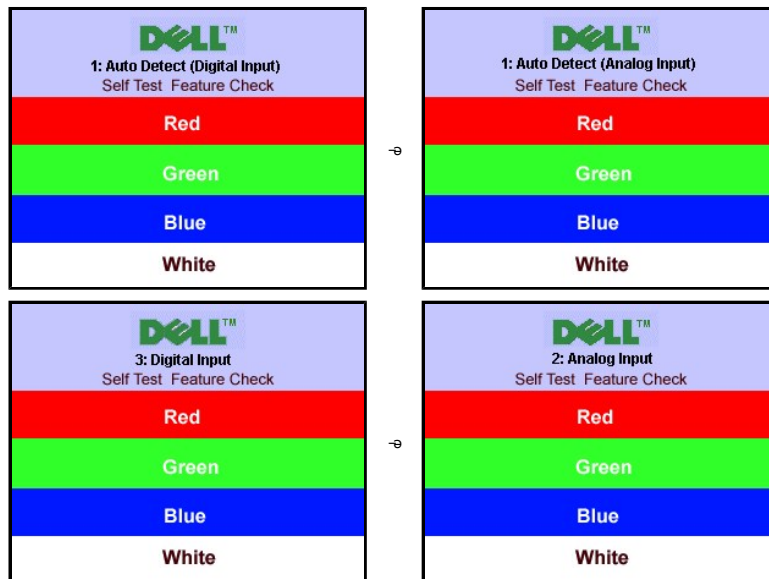 DELL™
1: Auto Detect (Digital Input)
Self Test Feature Check
Red
Green
Blue
White
DELL™
1: Auto Detect (Analog Input)
Self Test Feature Check
Red
Green
Blue
White
DELL™
3: Digital Input
Self Test Feature Check
Red
Green
Blue
White
DELL™
2: Analog Input
Self Test Feature Check
Red
Green
Blue
White